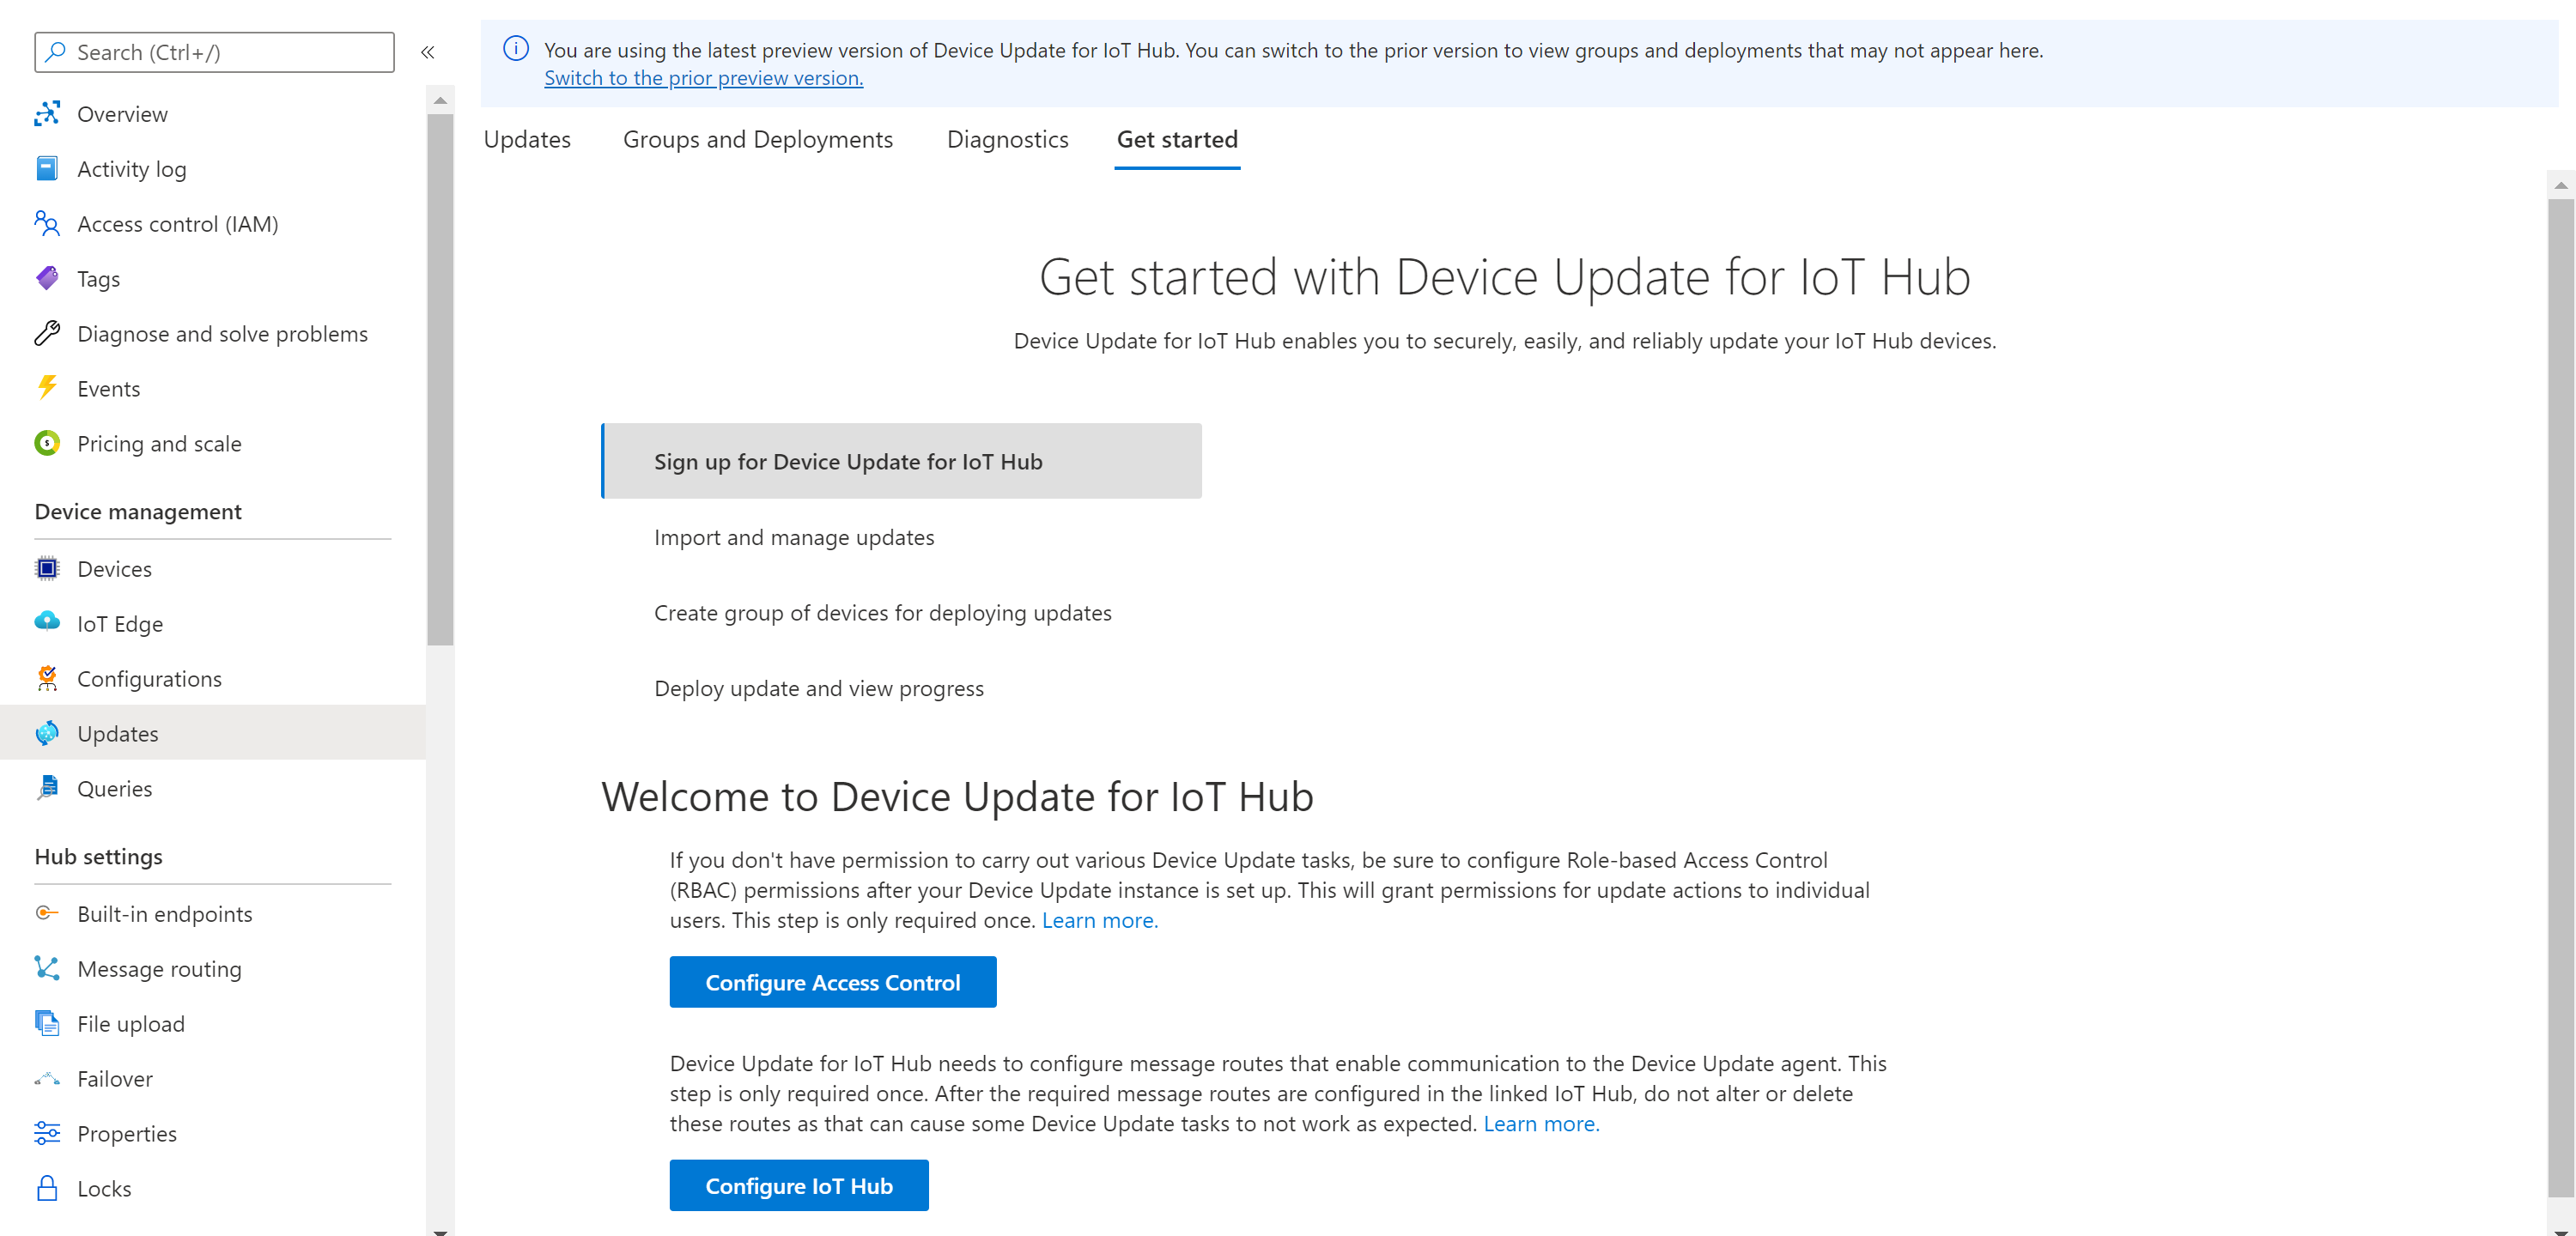 Search (Ctrl+/)
«
Overview
Activity log
Access control (IAM)
Tags
Diagnose and solve problems
Events
Pricing and scale
Device management
Devices
IoT Edge
Configurations
Updates
Queries
Hub settings
Built-in endpoints
Message routing
File upload
Failover
Properties
Locks
You are using the latest preview version of Device Update for IoT Hub. You can switch to the prior version to view groups and deployments that may not appear here.
Switch to the prior preview version.
Updates Groups and Deployments Diagnostics Get started
Get started with Device Update for IoT Hub
Device Update for IoT Hub enables you to securely, easily, and reliably update your IoT Hub devices.
Sign up for Device Update for IoT Hub
Import and manage updates
Create group of devices for deploying updates
Deploy update and view progress
Welcome to Device Update for IoT Hub
If you don't have permission to carry out various Device Update tasks, be sure to configure Role-based Access Control
(RBAC) permissions after your Device Update instance is set up. This will grant permissions for update actions to individual
users. This step is only required once. Learn more.
Configure Access Control
Device Update for IoT Hub needs to configure message routes that enable communication to the Device Update agent. This
step is only required once. After the required message routes are configured in the linked IoT Hub, do not alter or delete
these routes as that can cause some Device Update tasks to not work as expected. Learn more.
Configure IoT Hub